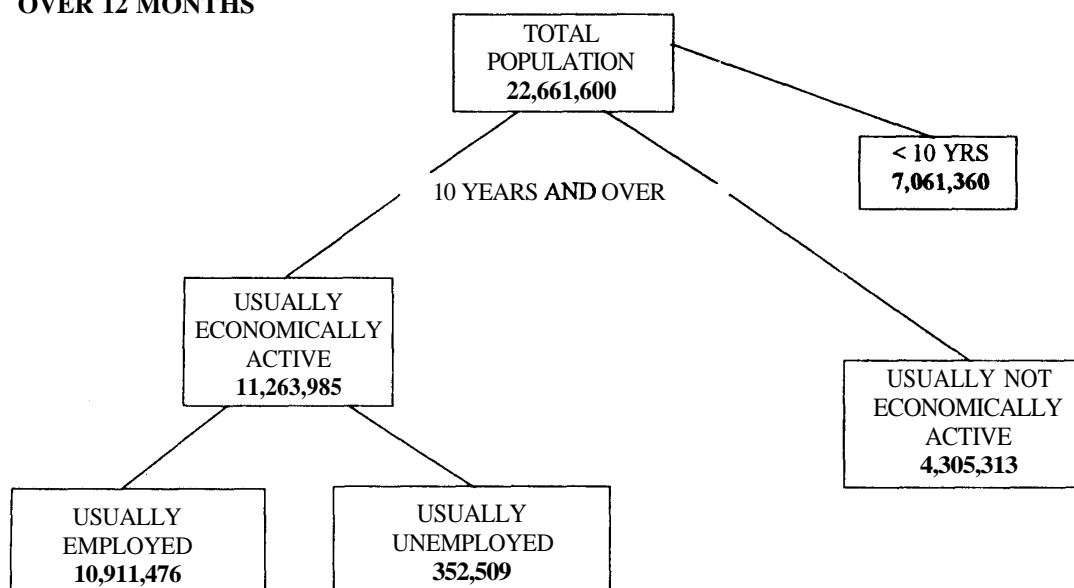 OVER 12 MONTHS
TOTAL
POPULATION
22,661,600
< 10 YRS
7,061,360
10 YEARS AND OVER
USUALLY
ECONOMICALLY
ACTIVE
11,263,985
USUALLY NOT
ECONOMICALLY
ACTIVE
4,305,313
USUALLY
EMPLOYED
10,911,476
USUALLY
UNEMPLOYED
352,509